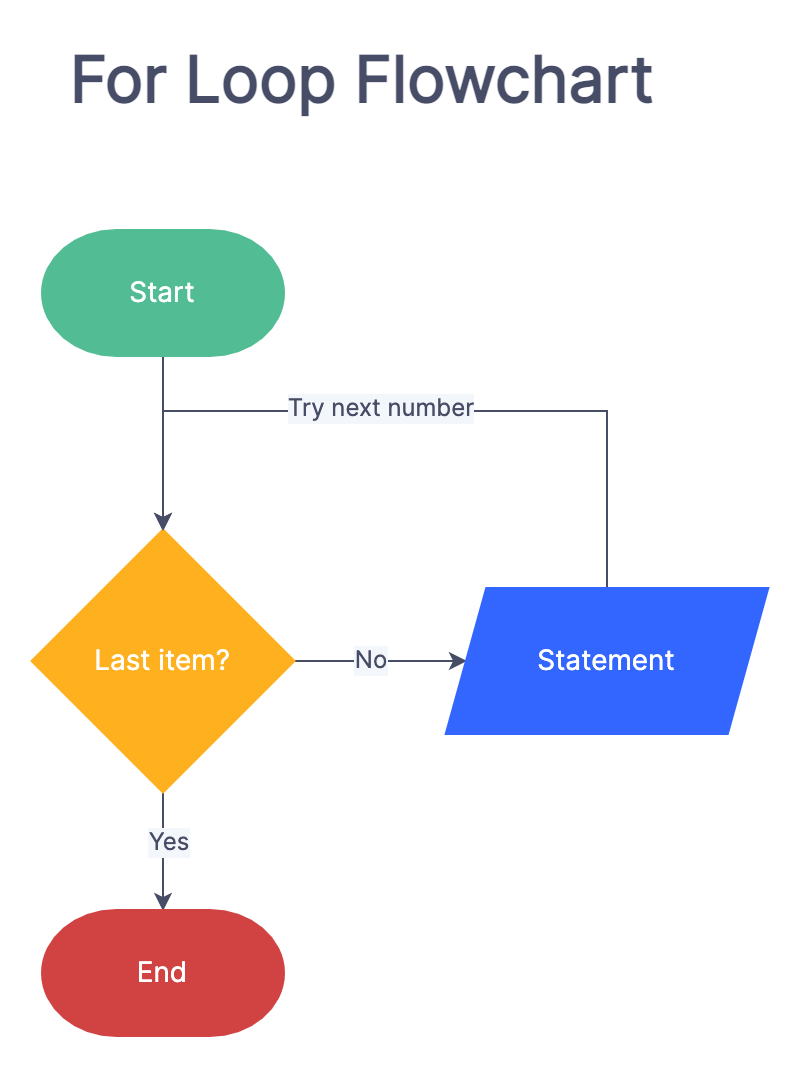 For Loop Flowchart
Start
Try next number
Last item?
No
Statement
Yes
End